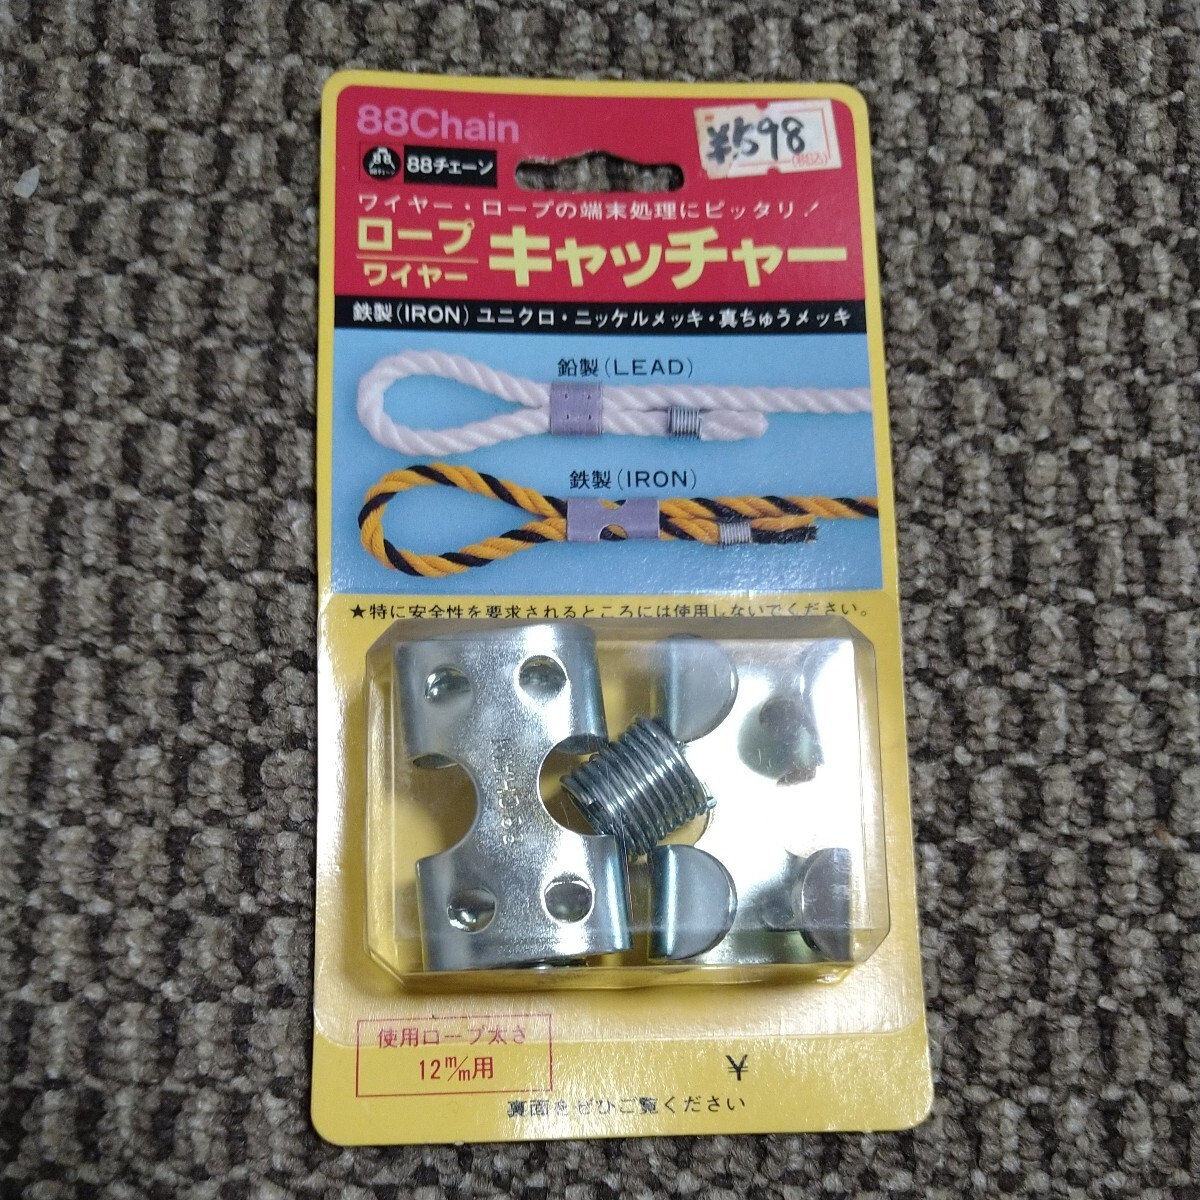 88Chain
¥598
(税込)
88
88チェーン
ワイヤー・ロープの端末処理にピッタリ!
ロープ
ワイヤー
キャッチャー
鉄製(IRON) ユニクロ・ニッケルメッキ・真ちゅうメッキ
鉛製(LEAD)
鉄製(IRON)
★特に安全性を要求されるところには使用しないでください。
88CHAIN
使用ロープ太さ
12m/m用
¥
裏面をぜひご覧ください